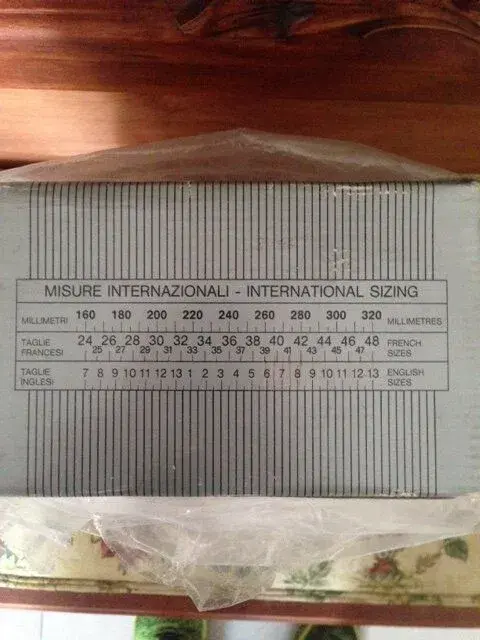 MISURE INTERNAZIONALI - INTERNATIONAL SIZING
MILLIMETRI 160 180 200 220 240 260 280 300 320 MILLIMETRES
TAGLIE FRANCESI 24 25 26 27 28 29 30 31 32 33 34 35 36 37 38 39 40 41 42 43 44 45 46 47 48 FRENCH SIZES
TAGLIE INGLESI 7 8 9 10 11 12 13 1 2 3 4 5 6 7 8 9 10 11 12 13 ENGLISH SIZES